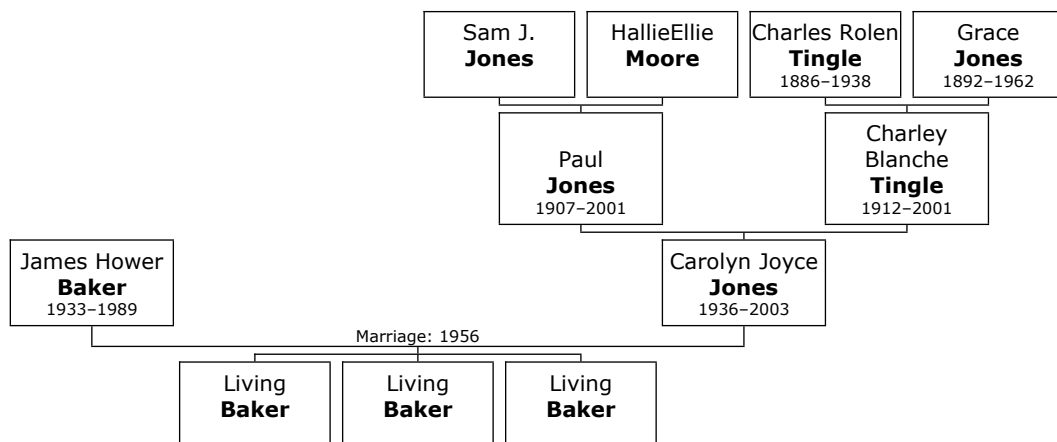 Sam J.
Jones
HallieEllie
Moore
Charles Rolen
Tingle
1886–1938
Grace
Jones
1892–1962
Paul
Jones
1907–2001
Charley
Blanche
Tingle
1912–2001
James Hower
Baker
1933–1989
Carolyn Joyce
Jones
1936–2003
Marriage: 1956
Living
Baker
Living
Baker
Living
Baker